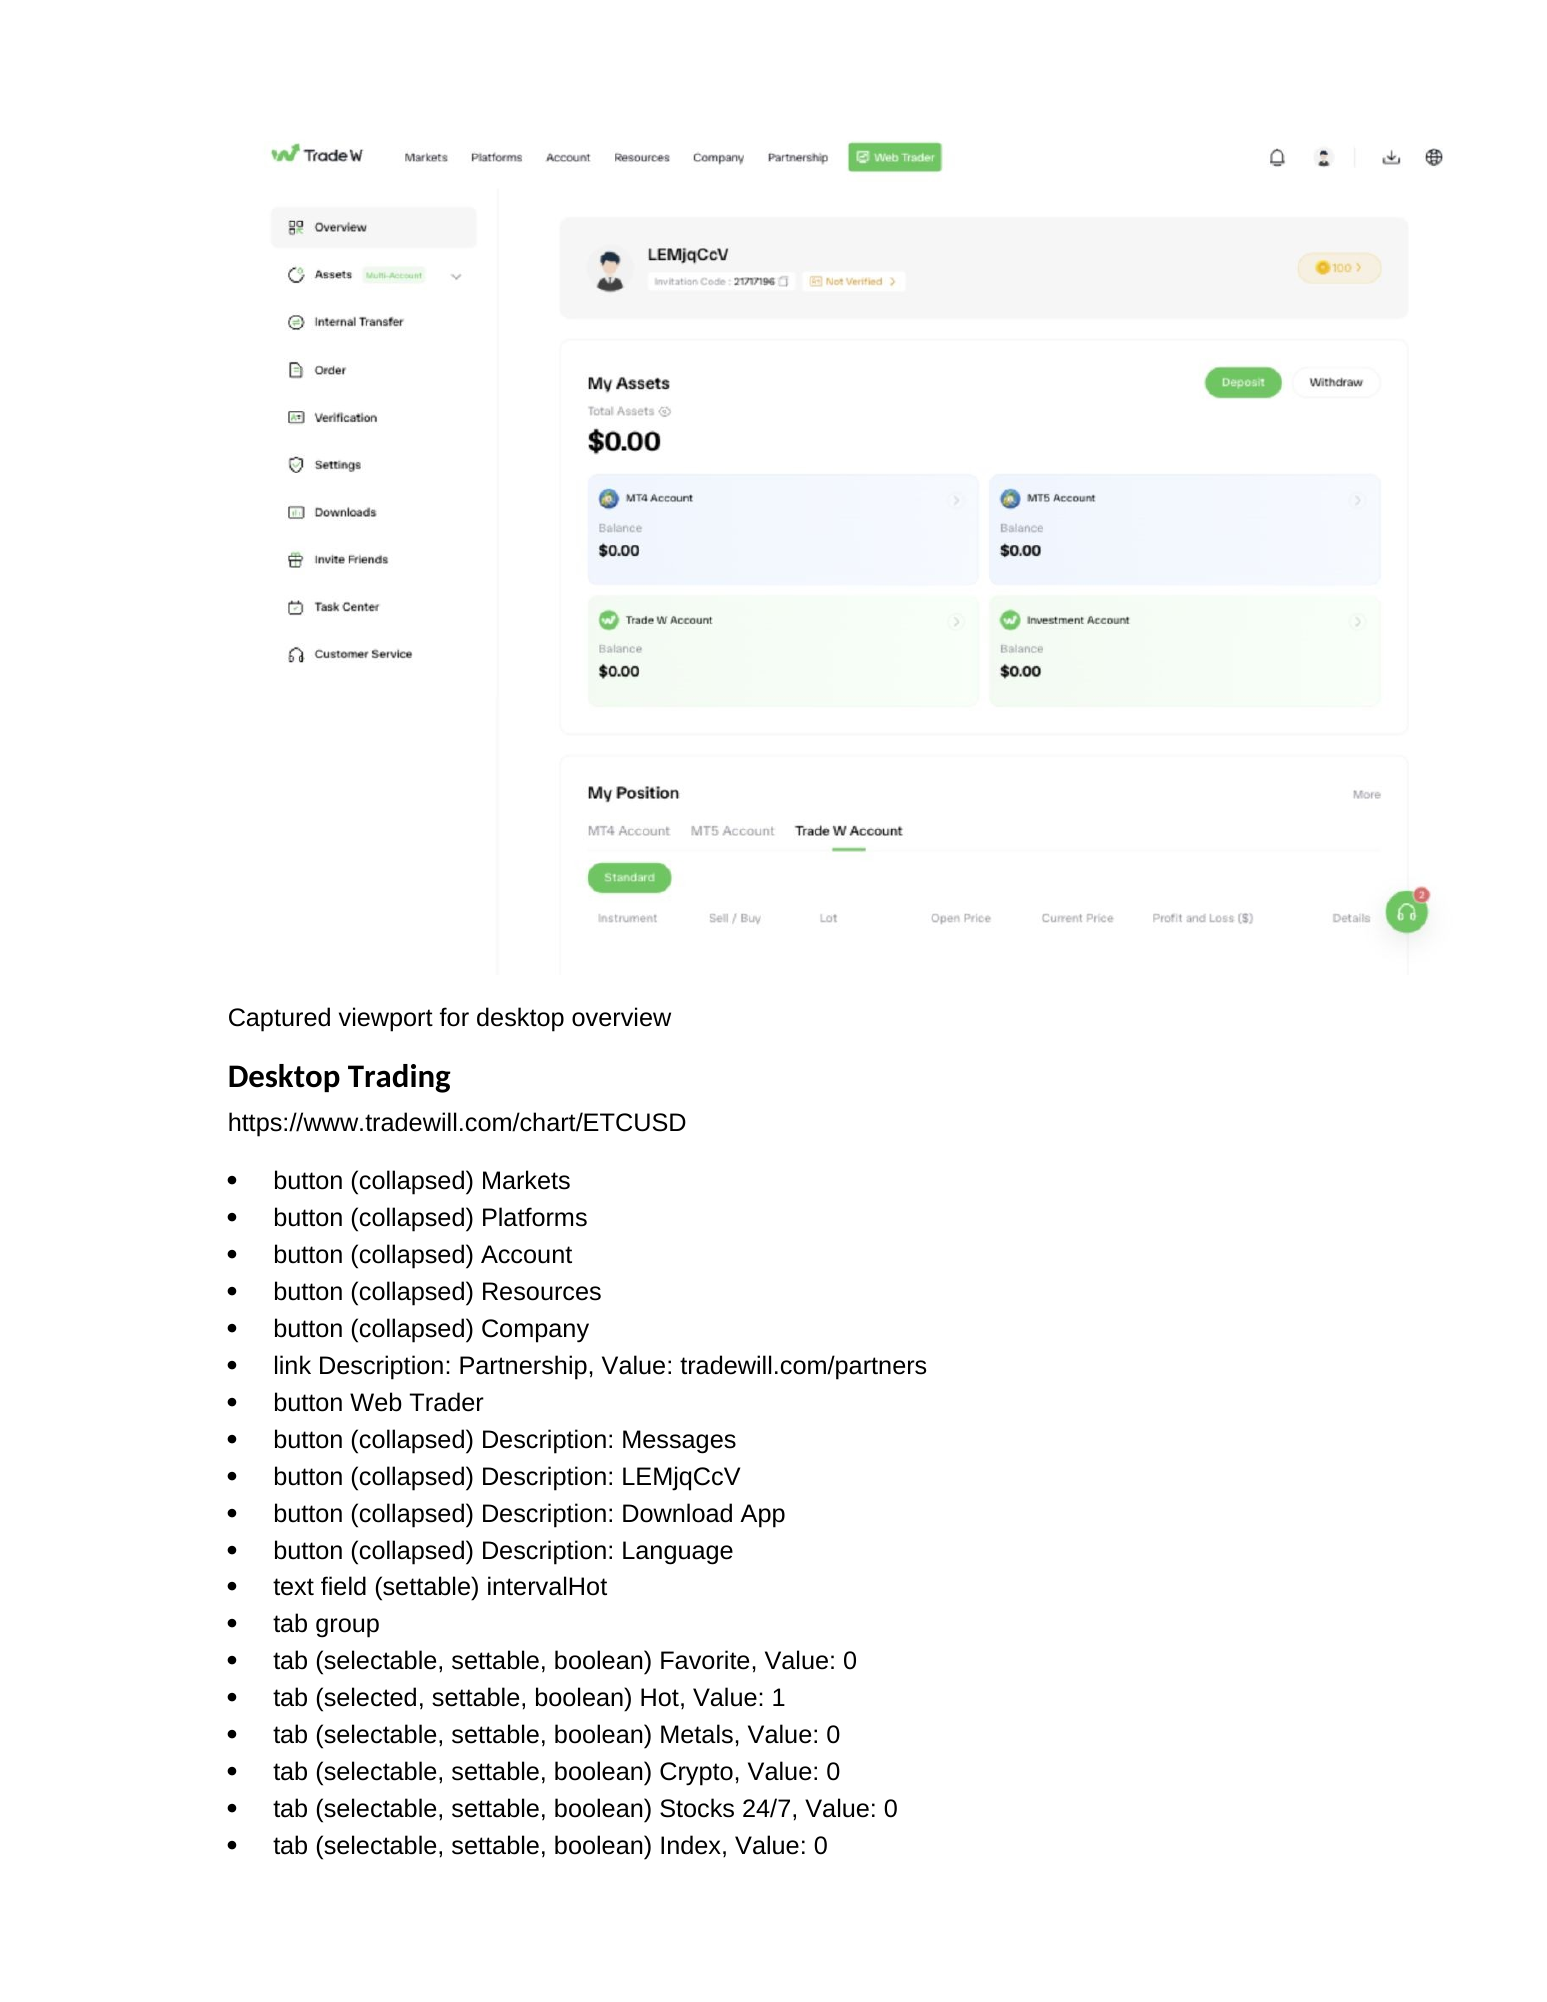 Trade W
Markets Platforms Account Resources Company Partnership Web Trader
Overview
Assets Multi-Account
Internal Transfer
Order
Verification
Settings
Downloads
Invite Friends
Task Center
Customer Service
LEMjqCcV
Invitation Code : 21717196 Not Verified
100
My Assets
Deposit Withdraw
Total Assets
$0.00
MT4 Account
Balance
$0.00
MT5 Account
Balance
$0.00
Trade W Account
Balance
$0.00
Investment Account
Balance
$0.00
My Position
More
MT4 Account MT5 Account Trade W Account
Standard
Instrument Sell / Buy Lot Open Price Current Price Profit and Loss ($) Details
2
Captured viewport for desktop overview
Desktop Trading
https://www.tradewill.com/chart/ETCUSD
• button (collapsed) Markets
• button (collapsed) Platforms
• button (collapsed) Account
• button (collapsed) Resources
• button (collapsed) Company
• link Description: Partnership, Value: tradewill.com/partners
• button Web Trader
• button (collapsed) Description: Messages
• button (collapsed) Description: LEMjqCcV
• button (collapsed) Description: Download App
• button (collapsed) Description: Language
• text field (settable) intervalHot
• tab group
• tab (selectable, settable, boolean) Favorite, Value: 0
• tab (selected, settable, boolean) Hot, Value: 1
• tab (selectable, settable, boolean) Metals, Value: 0
• tab (selectable, settable, boolean) Crypto, Value: 0
• tab (selectable, settable, boolean) Stocks 24/7, Value: 0
• tab (selectable, settable, boolean) Index, Value: 0